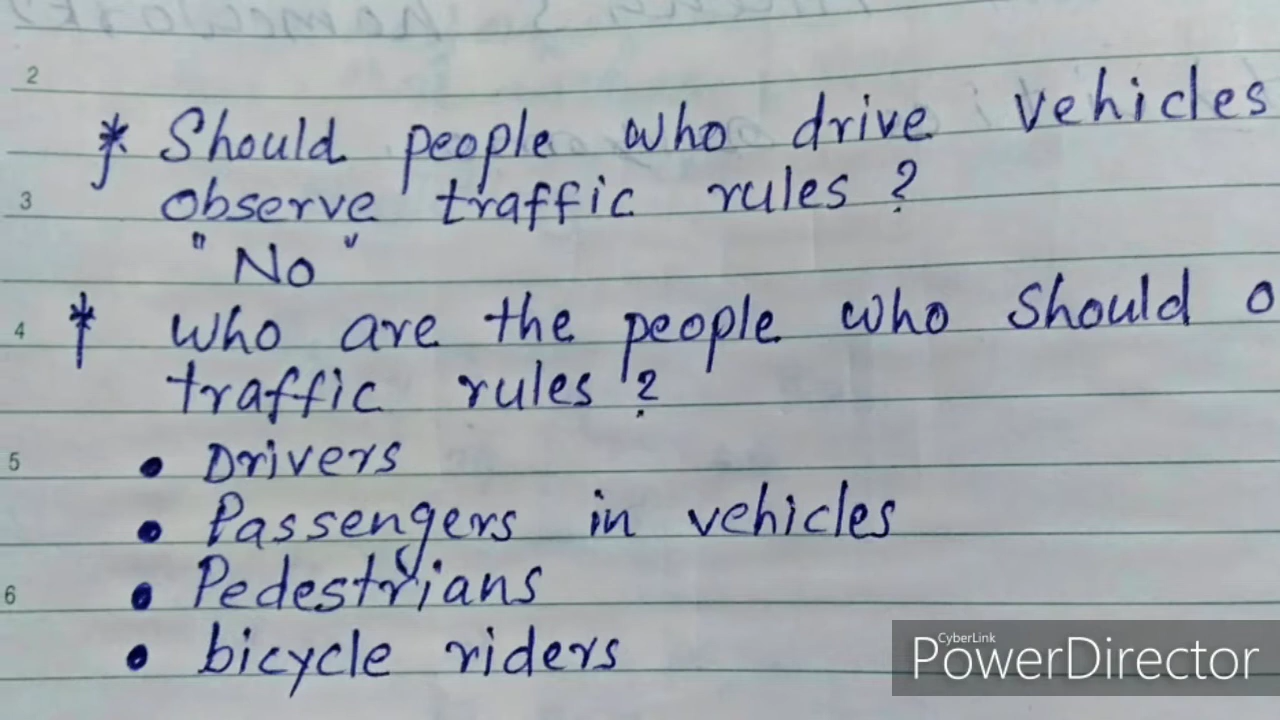 2
* Should people who drive vehicles
3 observe traffic rules ?
"No"
4 * who are the people who should o
traffic rules ?
5 • Drivers
• Passengers in vehicles
6 • Pedestrians
• bicycle riders
CyberLink
PowerDirector